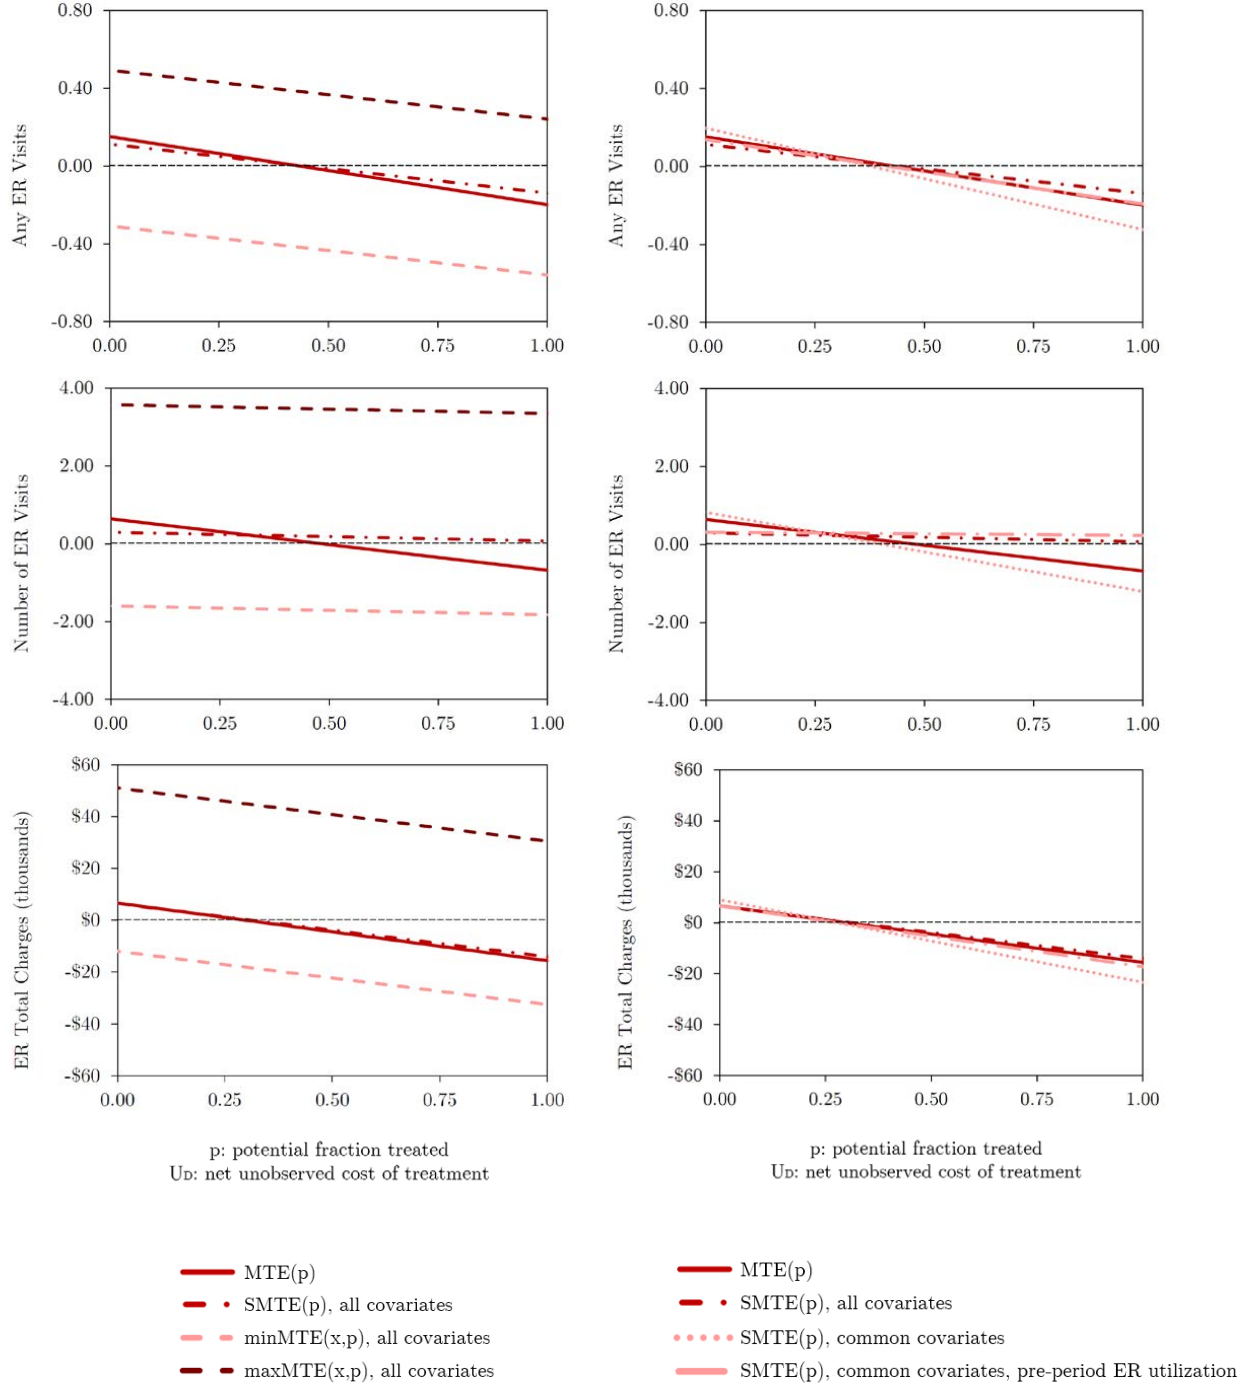 0.80
0.40
0.00
-0.40
-0.80
Any ER Visits
0.00 0.25 0.50 0.75 1.00
0.80
0.40
0.00
-0.40
-0.80
Any ER Visits
0.00 0.25 0.50 0.75 1.00
4.00
2.00
0.00
-2.00
-4.00
Number of ER Visits
0.00 0.25 0.50 0.75 1.00
4.00
2.00
0.00
-2.00
-4.00
Number of ER Visits
0.00 0.25 0.50 0.75 1.00
$60
$40
$20
$0
-$20
-$40
-$60
ER Total Charges (thousands)
0.00 0.25 0.50 0.75 1.00
p: potential fraction treated
UD: net unobserved cost of treatment
$60
$40
$20
$0
-$20
-$40
-$60
ER Total Charges (thousands)
0.00 0.25 0.50 0.75 1.00
p: potential fraction treated
UD: net unobserved cost of treatment
MTE(p)
SMTE(p), all covariates
minMTE(x,p), all covariates
maxMTE(x,p), all covariates
MTE(p)
SMTE(p), all covariates
SMTE(p), common covariates
SMTE(p), common covariates, pre-period ER utilization